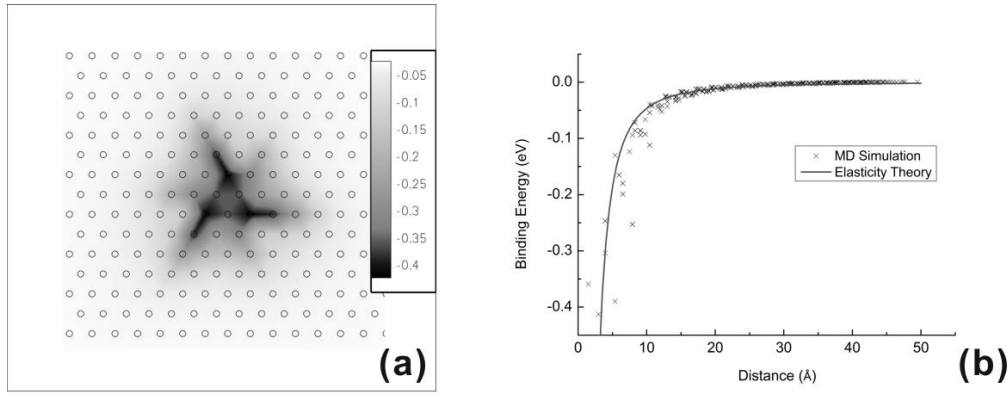 -0.05
-0.1
-0.15
-0.2
-0.25
-0.3
-0.35
-0.4
(a)
0.0
-0.1
-0.2
-0.3
-0.4
Binding Energy (eV)
MD Simulation
Elasticity Theory
0 10 20 30 40 50
Distance (Å)
(b)